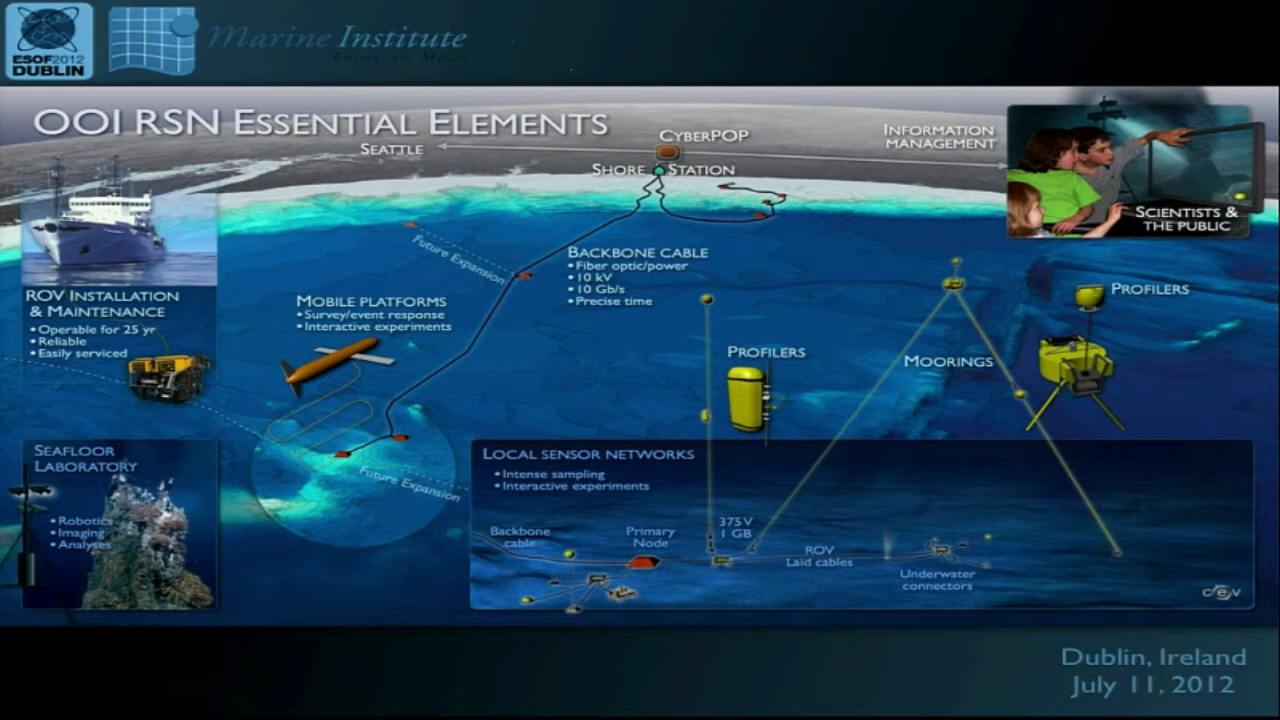 ESOF2012
DUBLIN
Marine Institute
OOI RSN ESSENTIAL ELEMENTS
SEATTLE
CYBERPOP
SHORE STATION
INFORMATION
MANAGEMENT
SCIENTISTS &
THE PUBLIC
ROV INSTALLATION
& MAINTENANCE
• Operable for 25 yr
• Reliable
• Easily serviced
MOBILE PLATFORMS
• Survey/event response
• Interactive experiments
Future Expansion
BACKBONE CABLE
• Fiber optic/power
• 10 kV
• 10 Gb/s
• Precise time
PROFILERS
MOORINGS
PROFILERS
SEAFLOOR
LABORATORY
• Robotics
• Imaging
• Analyses
Future Expansion
LOCAL SENSOR NETWORKS
• Intense sampling
• Interactive experiments
Backbone
cable
Primary
Node
375 V
1 GB
ROV
Laid cables
Underwater
connectors
cev
Dublin, Ireland
July 11, 2012